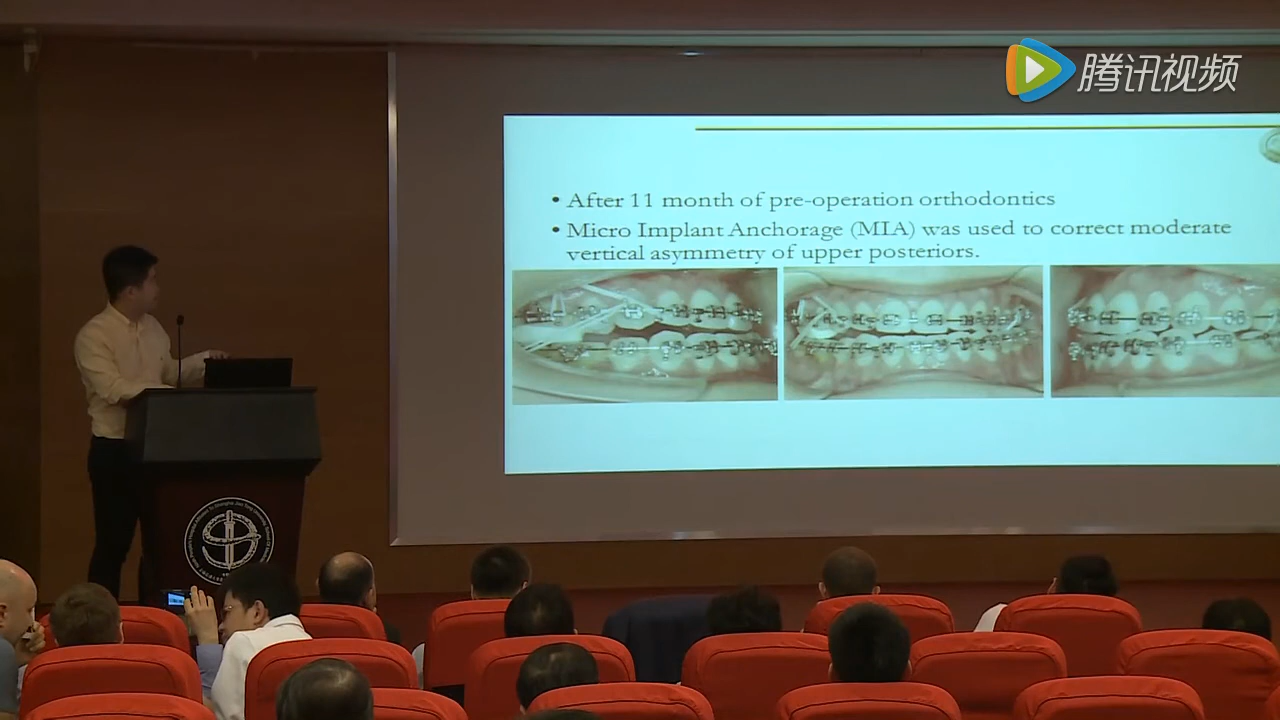 腾讯视频
• After 11 month of pre-operation orthodontics
• Micro Implant Anchorage (MIA) was used to correct moderate
vertical asymmetry of upper posteriors.